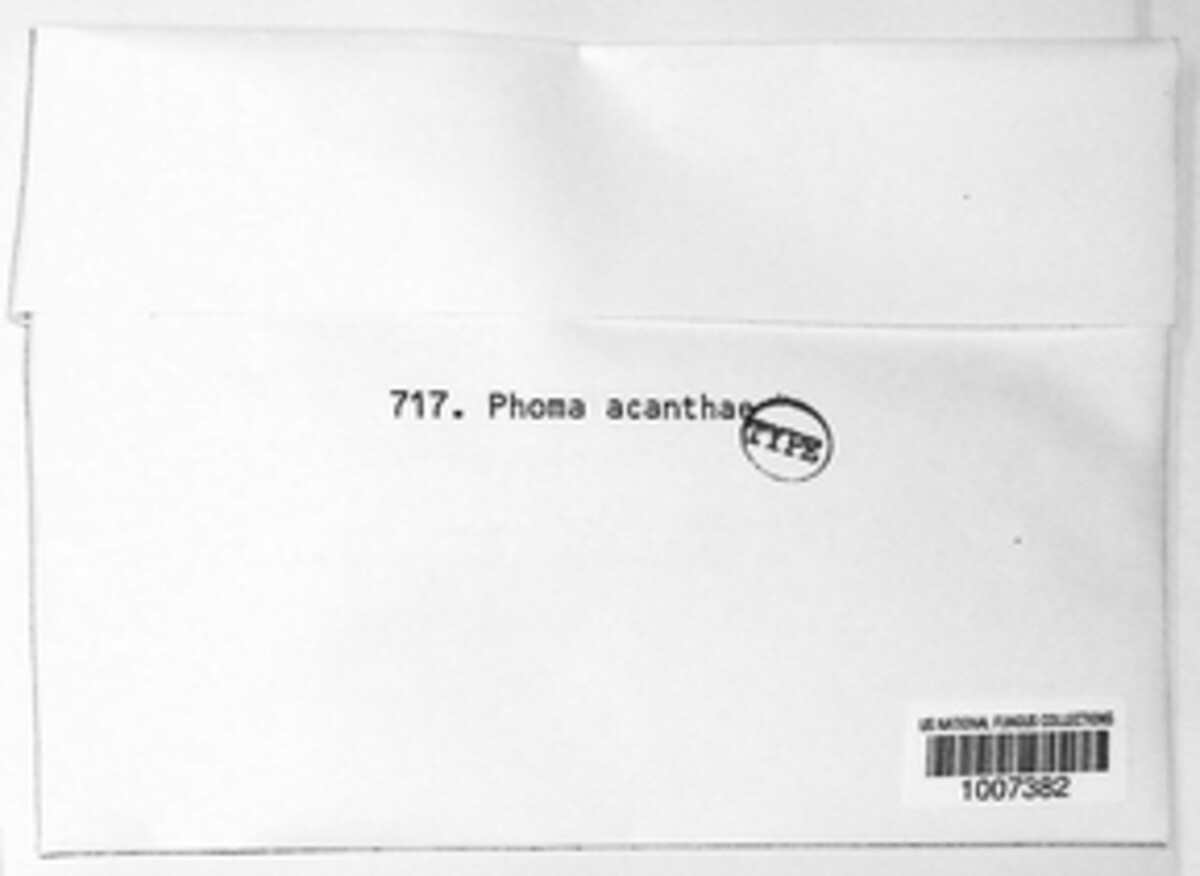 717. Phoma acanthae
TYPE
US NATIONAL FUNGUS COLLECTIONS
1007382